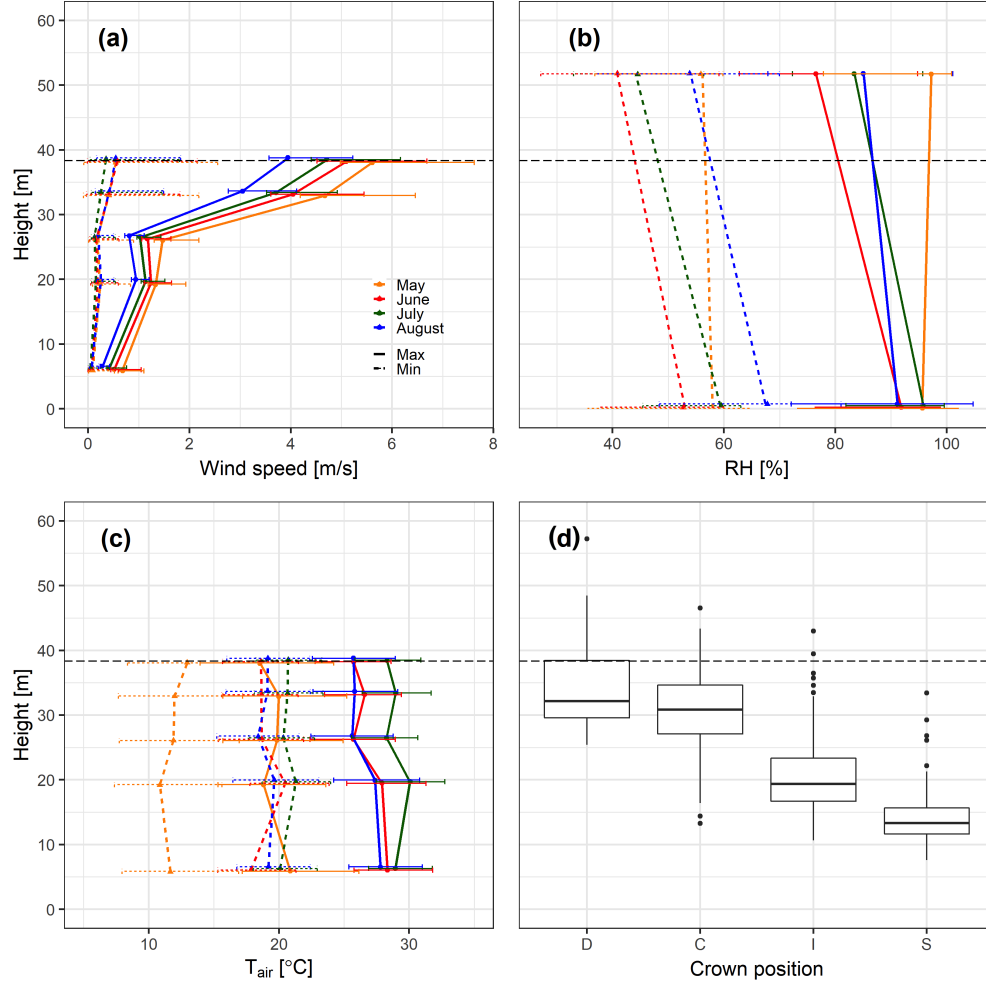 (a)
60
50
40
30
20
10
0
Height [m]
0 2 4 6 8
Wind speed [m/s]
May
June
July
August
Max
Min
(b)
40 60 80 100
RH [%]
(c)
60
50
40
30
20
10
0
Height [m]
10 20 30
T air [°C]
(d)
D C I S
Crown position